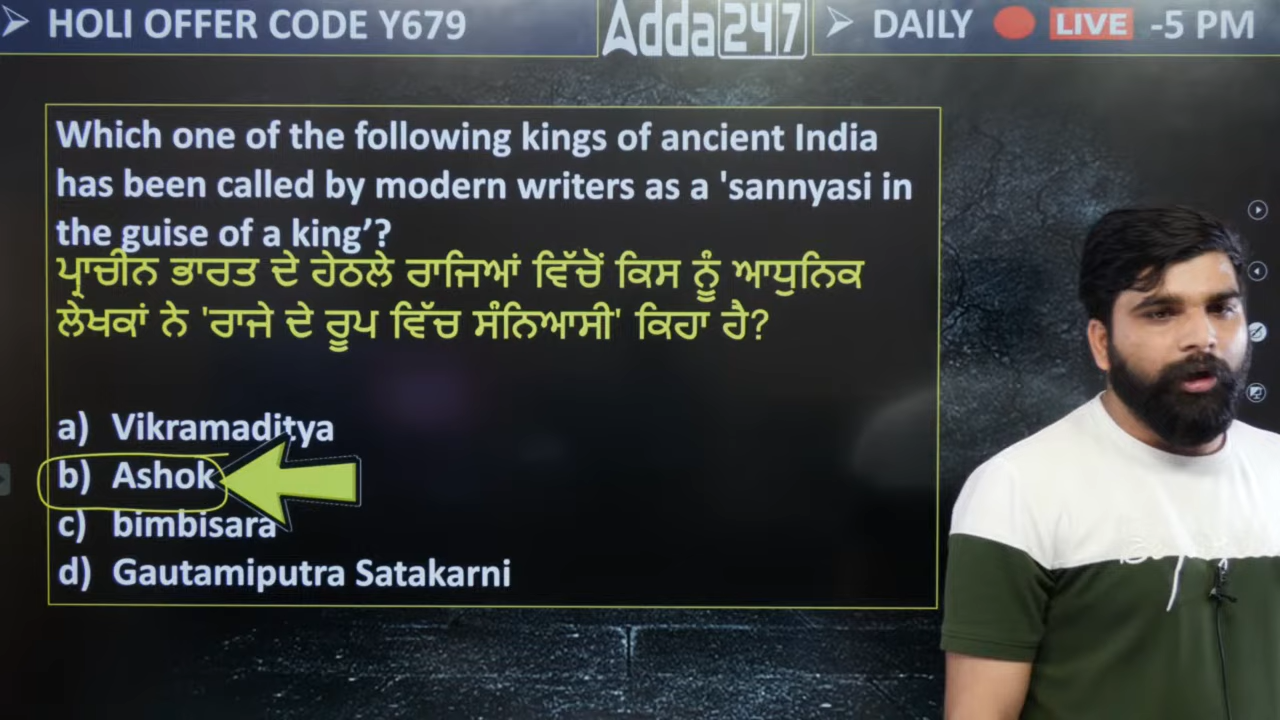 HOLI OFFER CODE Y679
Adda247
DAILY LIVE -5 PM
Which one of the following kings of ancient India
has been called by modern writers as a 'sannyasi in
the guise of a king’?
ਪ੍ਰਾਚੀਨ ਭਾਰਤ ਦੇ ਹੇਠਲੇ ਰਾਜਿਆਂ ਵਿੱਚੋਂ ਕਿਸ ਨੂੰ ਆਧੁਨਿਕ
ਲੇਖਕਾਂ ਨੇ 'ਰਾਜੇ ਦੇ ਰੂਪ ਵਿੱਚ ਸੰਨਿਆਸੀ' ਕਿਹਾ ਹੈ?
a) Vikramaditya
b) Ashok
c) bimbisara
d) Gautamiputra Satakarni